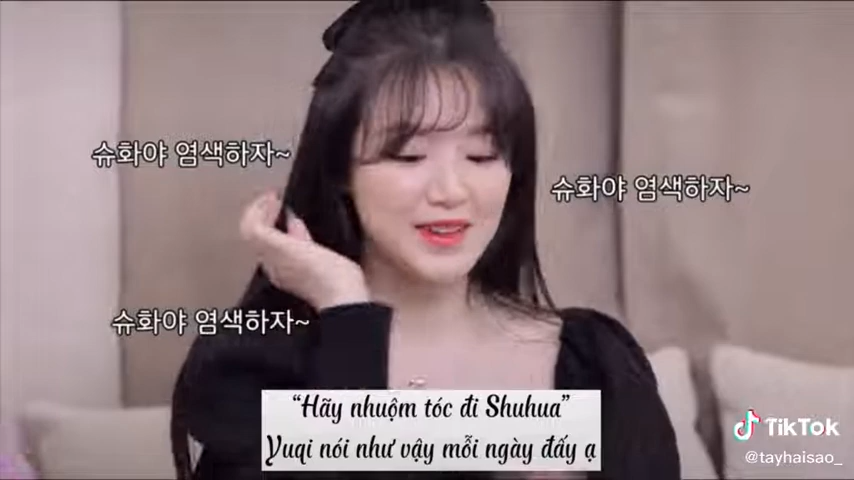 슈화야 염색하자~
슈화야 염색하자~
슈화야 염색하자~
“Hãy nhuộm tóc đi Shuhua”
Yuqi nói như vậy mỗi ngày đấy ạ
TikTok
@tayhaisao_